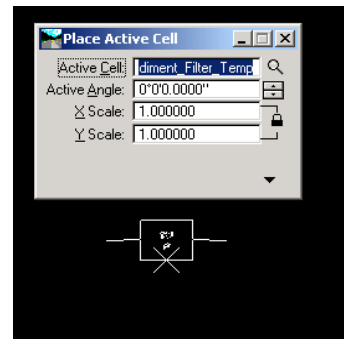 Place Active Cell
Active Cell: diment_Filter_Temp
Active Angle: 0°0'0.0000"
X Scale: 1.000000
Y Scale: 1.000000